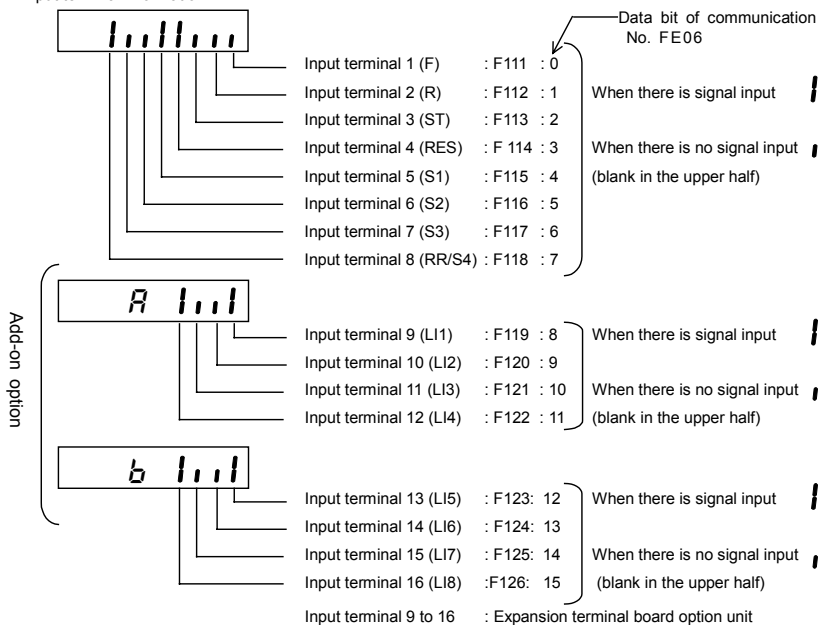 Data bit of communication
No. FE06
Input terminal 1 (F) : F111 : 0
Input terminal 2 (R) : F112 : 1 When there is signal input
Input terminal 3 (ST) : F113 : 2
Input terminal 4 (RES) : F 114 : 3 When there is no signal input
Input terminal 5 (S1) : F115 : 4 (blank in the upper half)
Input terminal 6 (S2) : F116 : 5
Input terminal 7 (S3) : F117 : 6
Input terminal 8 (RR/S4) : F118 : 7
Add-on option
A
Input terminal 9 (LI1) : F119 : 8 When there is signal input
Input terminal 10 (LI2) : F120 : 9
Input terminal 11 (LI3) : F121 : 10 When there is no signal input
Input terminal 12 (LI4) : F122 : 11 (blank in the upper half)
b
Input terminal 13 (LI5) : F123: 12 When there is signal input
Input terminal 14 (LI6) : F124: 13
Input terminal 15 (LI7) : F125: 14 When there is no signal input
Input terminal 16 (LI8) :F126: 15 (blank in the upper half)
Input terminal 9 to 16 : Expansion terminal board option unit